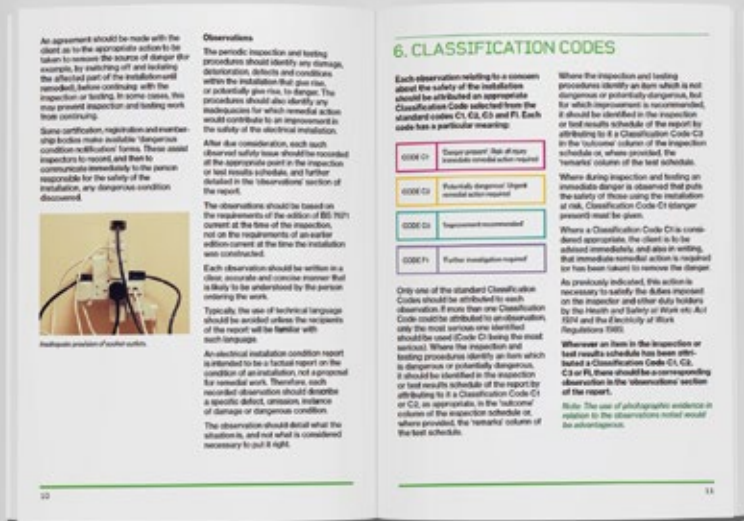 An agreement should be made with the
client as to the appropriate action to be
taken to remove the source of danger (for
example, by switching off and isolating
the affected part of the installation until
remedied), before continuing with the
inspection or testing. In some cases, this
may prevent inspection and testing work
from continuing.
Some certification, registration and member-
ship bodies make available 'dangerous
condition notification' forms. These assist
inspectors to record, and then to
communicate immediately to the person
responsible for the safety of the
installation, any dangerous condition
discovered.
Inadequate provision of socket-outlets.
10
Observations
The periodic inspection and testing
procedures should identify any damage,
deterioration, defects and conditions
within the installation that give rise,
or potentially give rise, to danger. The
procedures should also identify any
inadequacies for which remedial action
would contribute to an improvement in
the safety of the electrical installation.
After due consideration, each such
observed safety issue should be recorded
at the appropriate point in the inspection
or test results schedule, and further
detailed in the 'observations' section of
the report.
The observations should be based on
the requirements of the edition of BS 7671
current at the time of the inspection,
not on the requirements of an earlier
edition current at the time the installation
was constructed.
Each observation should be written in a
clear, accurate and concise manner that
is likely to be understood by the person
ordering the work.
Typically, the use of technical language
should be avoided unless the recipients
of the report will be familiar with
such language.
An electrical installation condition report
is intended to be a factual report on the
condition of an installation, not a proposal
for remedial work. Therefore, each
recorded observation should describe
a specific defect, omission, instance
of damage or dangerous condition.
The observation should detail what the
situation is, and not what is considered
necessary to put it right.
6. CLASSIFICATION CODES
Each observation relating to a concern
about the safety of the installation
should be attributed an appropriate
Classification Code selected from the
standard codes C1, C2, C3 and FI. Each
code has a particular meaning:
CODE C1 'Danger present'. Risk of injury.
Immediate remedial action required
CODE C2 'Potentially dangerous'. Urgent
remedial action required
CODE C3 'Improvement recommended'
CODE FI 'Further investigation required'
Only one of the standard Classification
Codes should be attributed to each
observation. If more than one Classification
Code could be attributed to an observation,
only the most serious one identified
should be used (Code C1 being the most
serious). Where the inspection and
testing procedures identify an item which
is dangerous or potentially dangerous,
it should be identified in the inspection
or test results schedule of the report by
attributing to it a Classification Code C1
or C2, as appropriate, in the 'outcome'
column of the inspection schedule or,
where provided, the 'remarks' column of
the test schedule.
Where the inspection and testing
procedures identify an item which is not
dangerous or potentially dangerous, but
for which improvement is recommended,
it should be identified in the inspection
or test results schedule of the report by
attributing to it a Classification Code C3
in the 'outcome' column of the inspection
schedule or, where provided, the
'remarks' column of the test schedule.
Where during inspection and testing an
immediate danger is observed that puts
the safety of those using the installation
at risk, Classification Code C1 (danger
present) must be given.
Where a Classification Code C1 is consi-
dered appropriate, the client is to be
advised immediately, and also in writing,
that immediate remedial action is required
(or has been taken) to remove the danger.
As previously indicated, this action is
necessary to satisfy the duties imposed
on the inspector and other duty holders
by the Health and Safety at Work etc Act
1974 and the Electricity at Work
Regulations 1989.
Wherever an item in the inspection or
test results schedule has been attri-
buted a Classification Code C1, C2,
C3 or FI, there should be a corresponding
observation in the 'observations' section
of the report.
Note: The use of photographic evidence in
relation to the observations noted would
be advantageous.
11